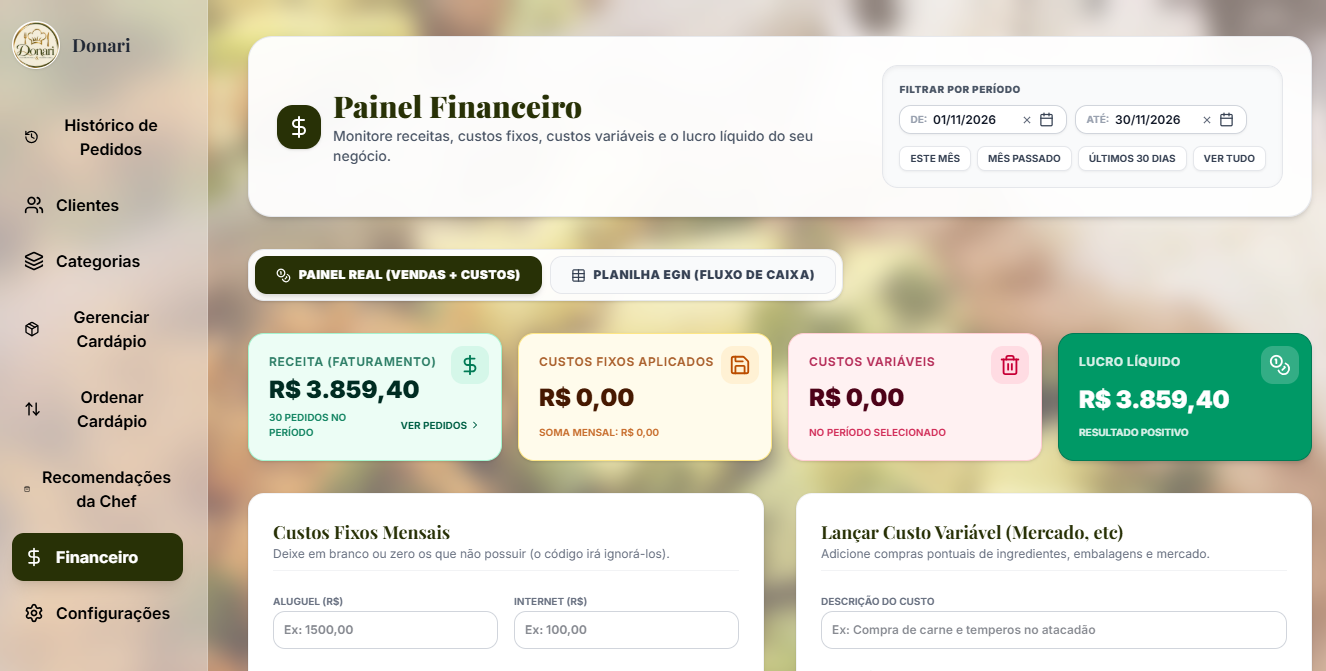 Donari
Donari
Histórico de
Pedidos
Clientes
Categorias
Gerenciar
Cardápio
Ordenar
Cardápio
Recomendações
da Chef
Financeiro
Configurações
Painel Financeiro
Monitore receitas, custos fixos, custos variáveis e o lucro líquido do seu
negócio.
FILTRAR POR PERÍODO
DE: 01/11/2026
ATÉ: 30/11/2026
ESTE MÊS
MÊS PASSADO
ÚLTIMOS 30 DIAS
VER TUDO
PAINEL REAL (VENDAS + CUSTOS)
PLANILHA EGN (FLUXO DE CAIXA)
RECEITA (FATURAMENTO)
R$ 3.859,40
30 PEDIDOS NO
PERÍODO
VER PEDIDOS
CUSTOS FIXOS APLICADOS
R$ 0,00
SOMA MENSAL: R$ 0,00
CUSTOS VARIÁVEIS
R$ 0,00
NO PERÍODO SELECIONADO
LUCRO LÍQUIDO
R$ 3.859,40
RESULTADO POSITIVO
Custos Fixos Mensais
Deixe em branco ou zero os que não possuir (o código irá ignorá-los).
ALUGUEL (R$)
Ex: 1500,00
INTERNET (R$)
Ex: 100,00
Lançar Custo Variável (Mercado, etc)
Adicione compras pontuais de ingredientes, embalagens e mercado.
DESCRIÇÃO DO CUSTO
Ex: Compra de carne e temperos no atacadão